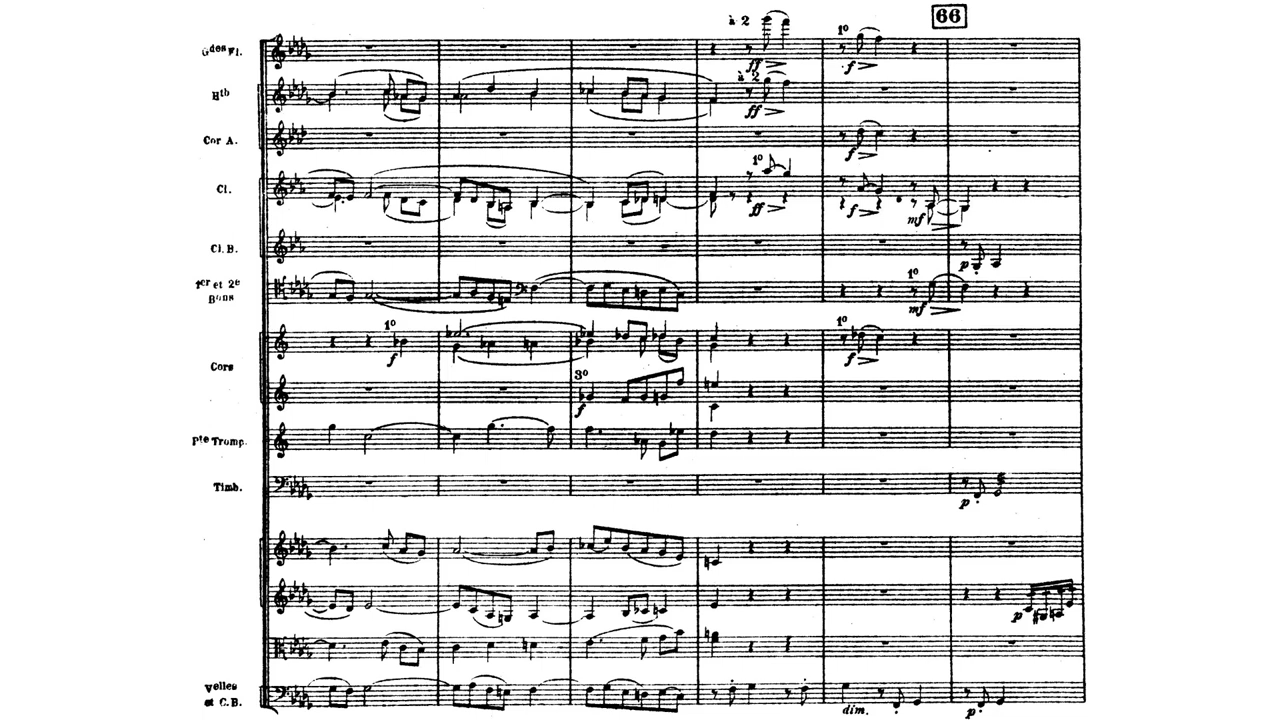 à 2
66
Gdes Fl.
1º
ff
f
à 2
Htb
ff
Cor A.
f
1º
Cl.
ff
f
mf
Cl. B.
p
1er et 2e
Bons
1º
mf
1º
1º
f
f
Cors
3º
f
Pte Tromp.
Timb.
p
p
Velles
et C.B.
dim.
p